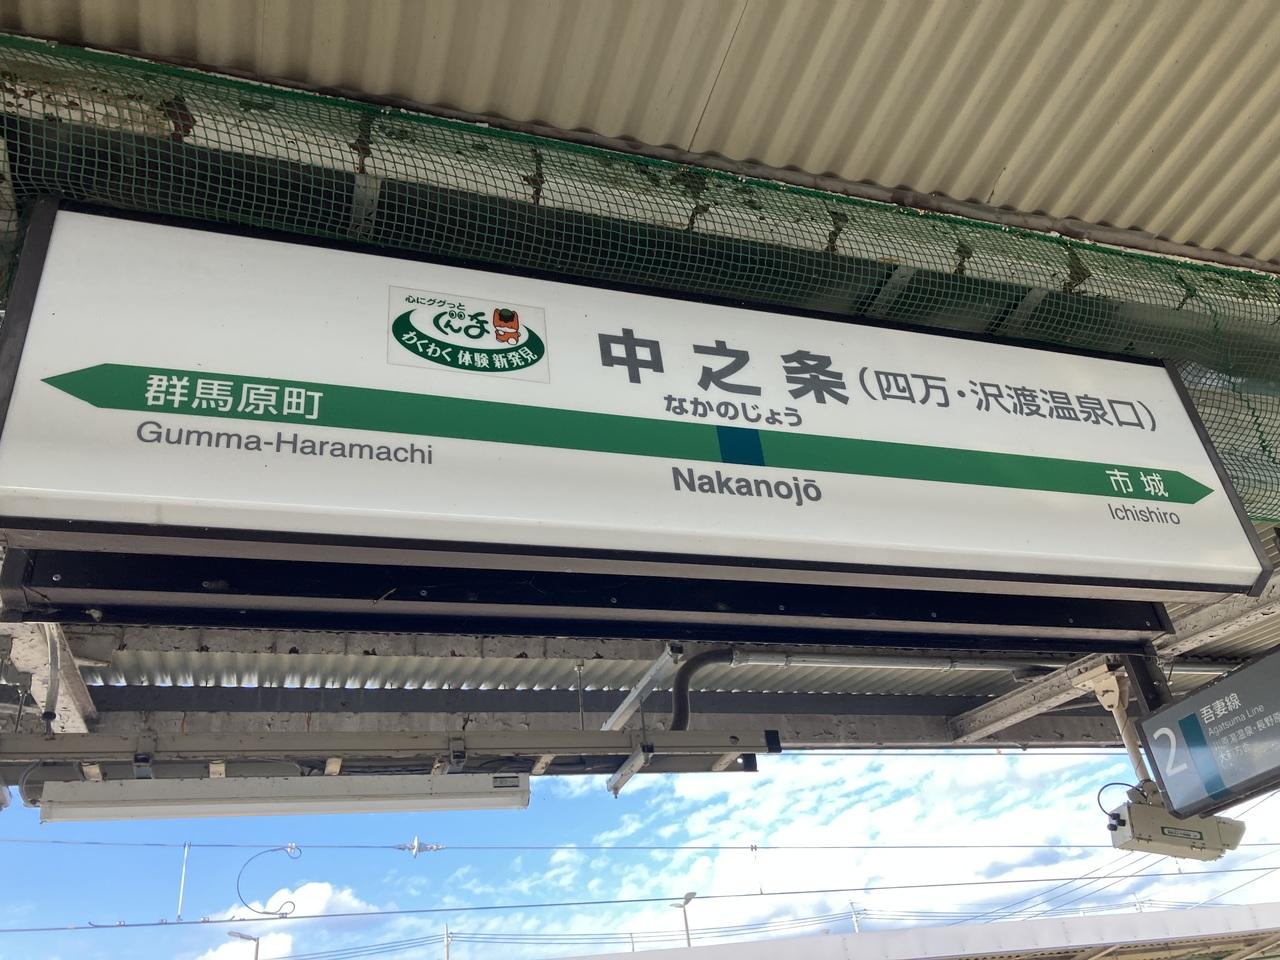 心にググっと
ぐんま
わくわく 体験 新発見
中之条(四万・沢渡温泉口)
なかのじょう
Nakanojō
群馬原町
Gumma-Haramachi
市城
Ichishiro
2
吾妻線
Agatsuma Line